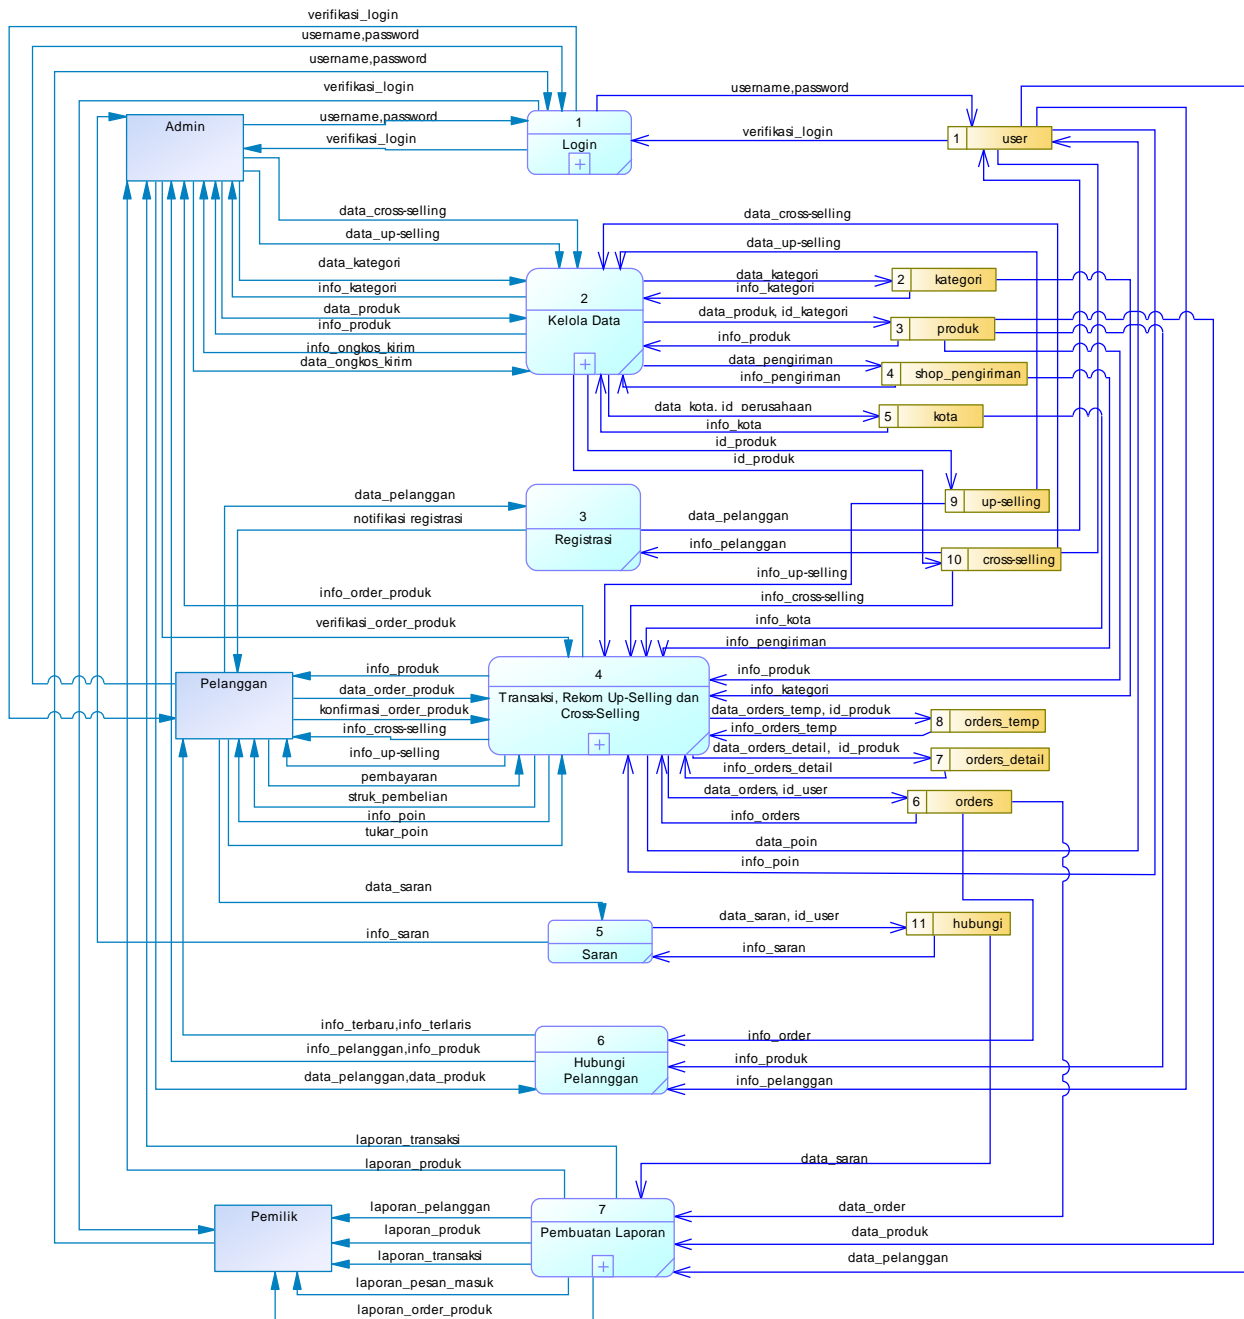 verifikasi_login
username,password
username,password
verifikasi_login
username,password
verifikasi_login
Admin
username,password
verifikasi_login
1
Login
verifikasi_login
1
user
data_cross-selling
data_up-selling
data_kategori
info_kategori
data_produk
info_produk
info_ongkos_kirim
data_ongkos_kirim
2
Kelola Data
data_cross-selling
data_up-selling
data_kategori
info_kategori
2
kategori
data_produk, id_kategori
info_produk
3
produk
data_pengiriman
info_pengiriman
4
shop_pengiriman
data_kota, id_perusahaan
info_kota
5
kota
id_produk
id_produk
9
up-selling
data_pelanggan
notifikasi registrasi
3
Registrasi
data_pelanggan
info_pelanggan
10
cross-selling
info_up-selling
info_cross-selling
info_kota
info_pengiriman
info_order_produk
verifikasi_order_produk
Pelanggan
info_produk
data_order_produk
konfirmasi_order_produk
info_cross-selling
info_up-selling
pembayaran
struk_pembelian
info_poin
tukar_poin
4
Transaksi, Rekom Up-Selling dan
Cross-Selling
info_produk
info_kategori
data_orders_temp, id_produk
info_orders_temp
8
orders_temp
data_orders_detail, id_produk
info_orders_detail
7
orders_detail
data_orders, id_user
info_orders
6
orders
data_poin
info_poin
data_saran
info_saran
5
Saran
data_saran, id_user
info_saran
11
hubungi
info_terbaru,info_terlaris
info_pelanggan,info_produk
data_pelanggan,data_produk
6
Hubungi
Pelannggan
info_order
info_produk
info_pelanggan
laporan_transaksi
laporan_produk
data_saran
Pemilik
laporan_pelanggan
laporan_produk
laporan_transaksi
laporan_pesan_masuk
laporan_order_produk
7
Pembuatan Laporan
data_order
data_produk
data_pelanggan